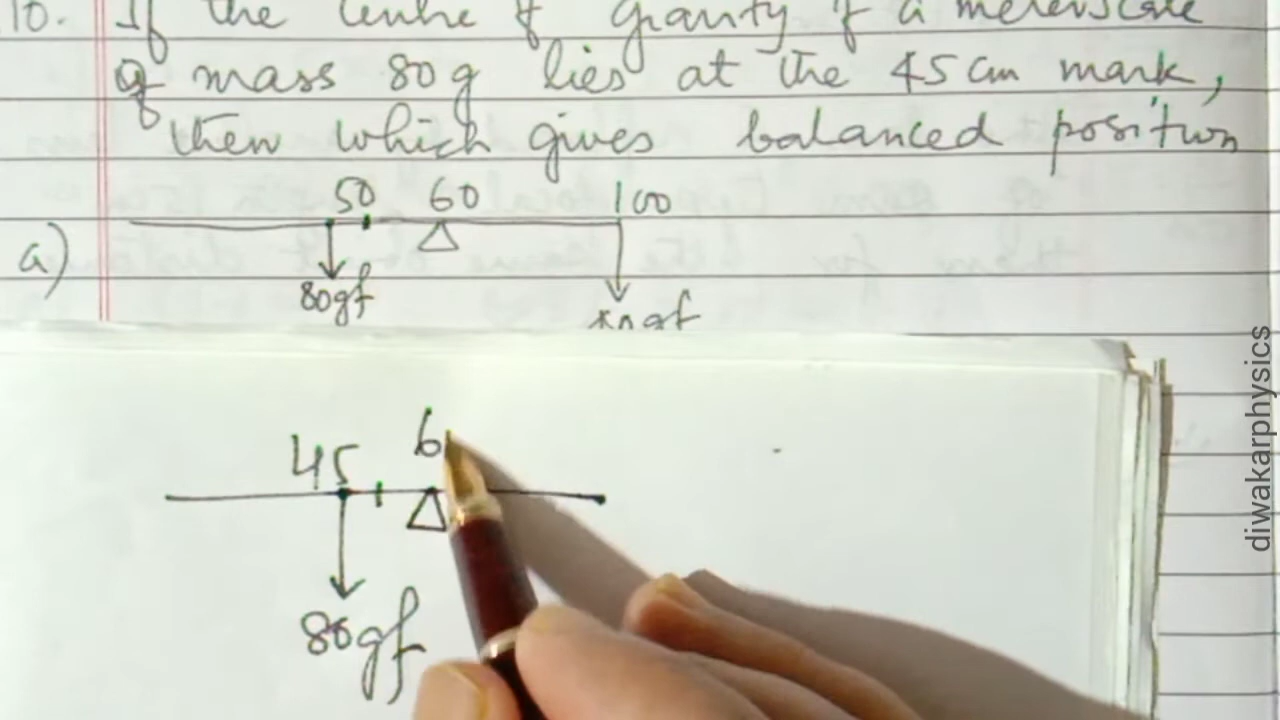 10. If the centre of gravity of a meterscale
of mass 80g lies at the 45cm mark,
then which gives balanced position
50 60 100
a)
80gf
45 6
80gf
diwakarphysics